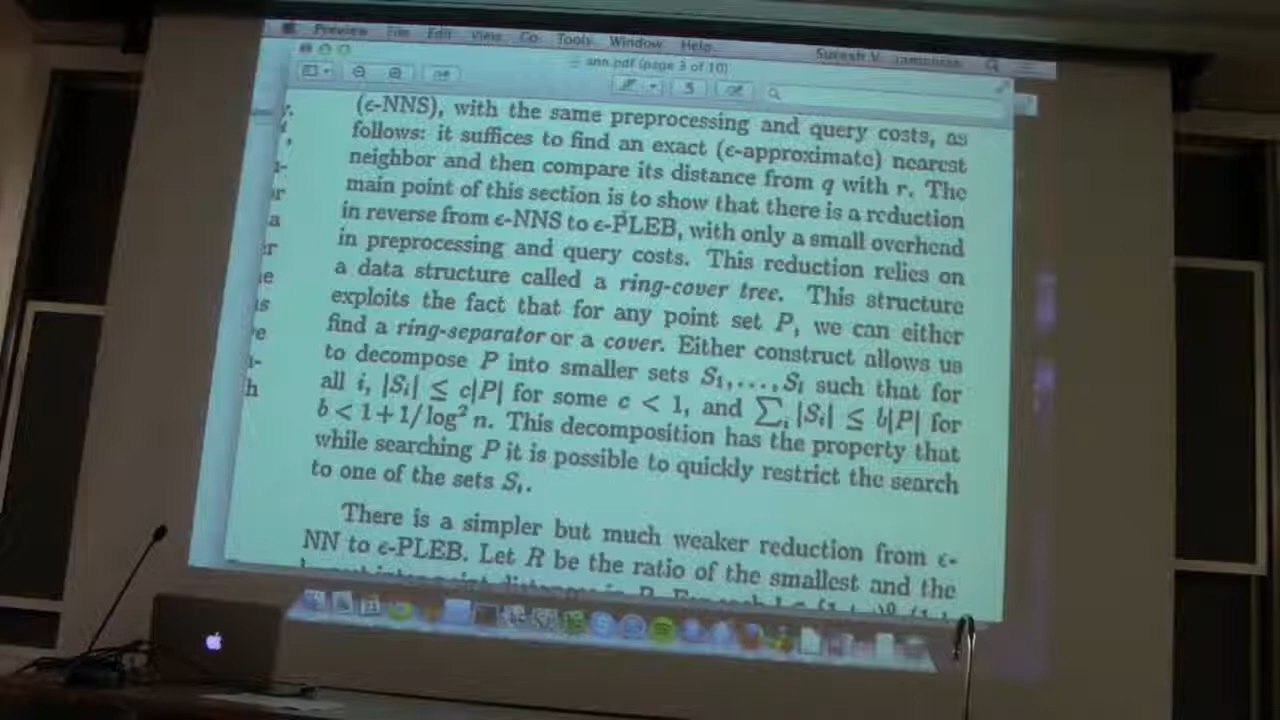 Preview File Edit View Go Tools Window Help Suresh V
ann.pdf (page 3 of 10)
(ϵ-NNS), with the same preprocessing and query costs, as
follows: it suffices to find an exact (ϵ-approximate) nearest
neighbor and then compare its distance from q with r. The
main point of this section is to show that there is a reduction
in reverse from ϵ-NNS to ϵ-PLEB, with only a small overhead
in preprocessing and query costs. This reduction relies on
a data structure called a ring-cover tree. This structure
exploits the fact that for any point set P, we can either
find a ring-separator or a cover. Either construct allows us
to decompose P into smaller sets S₁,...,Sₗ such that for
all i, |Sᵢ| ≤ c|P| for some c < 1, and ∑ᵢ |Sᵢ| ≤ b|P| for
b < 1+1/log² n. This decomposition has the property that
while searching P it is possible to quickly restrict the search
to one of the sets Sᵢ.
There is a simpler but much weaker reduction from ϵ-
NN to ϵ-PLEB. Let R be the ratio of the smallest and the